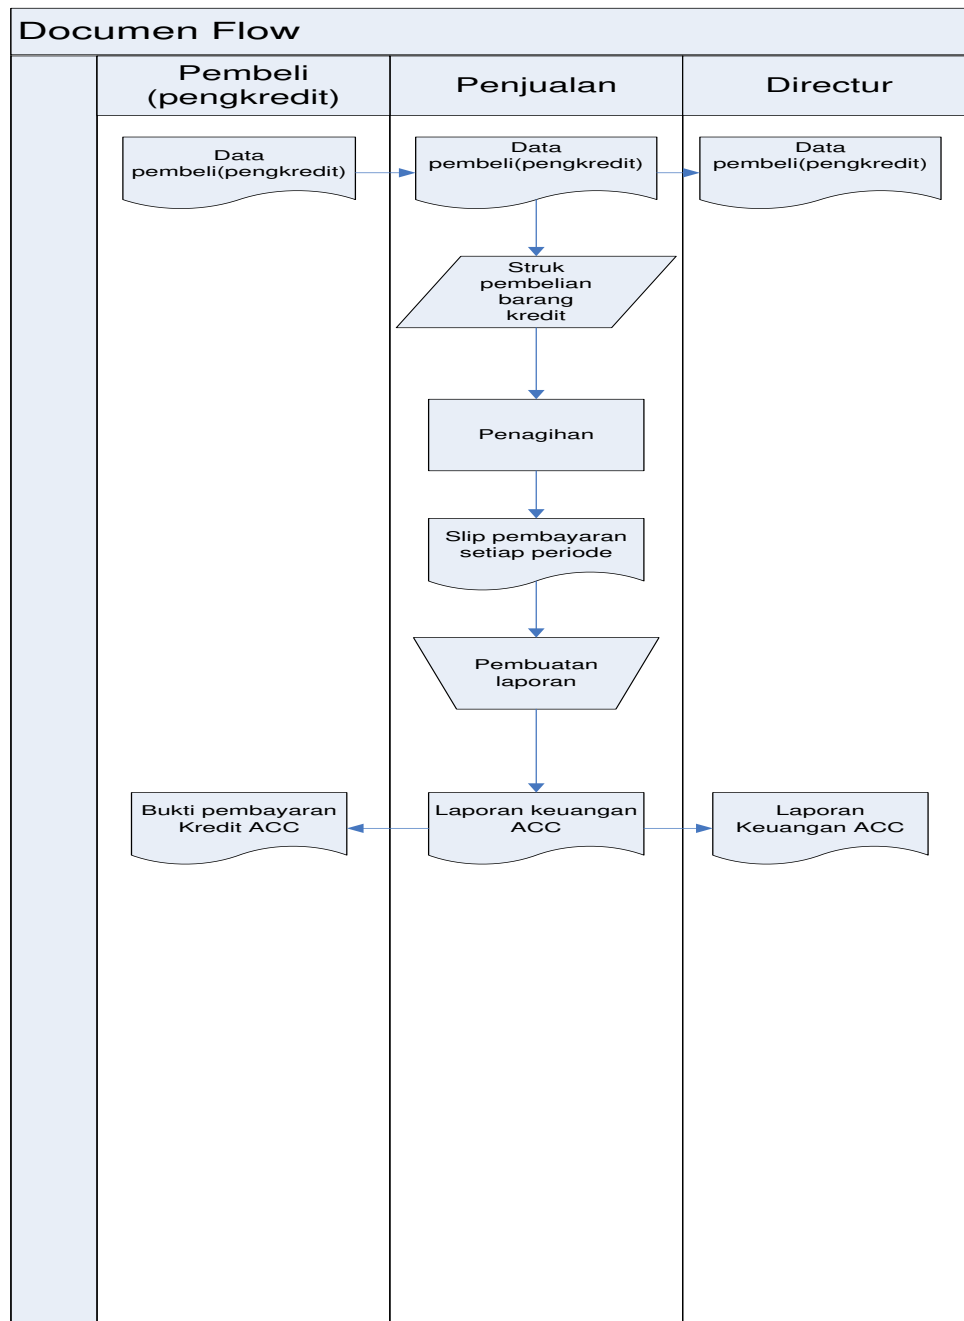 Documen Flow
Pembeli
(pengkredit)
Penjualan
Directur
Data
pembeli(pengkredit)
Data
pembeli(pengkredit)
Data
pembeli(pengkredit)
Struk
pembelian
barang
kredit
Penagihan
Slip pembayaran
setiap periode
Pembuatan
laporan
Bukti pembayaran
Kredit ACC
Laporan keuangan
ACC
Laporan
Keuangan ACC